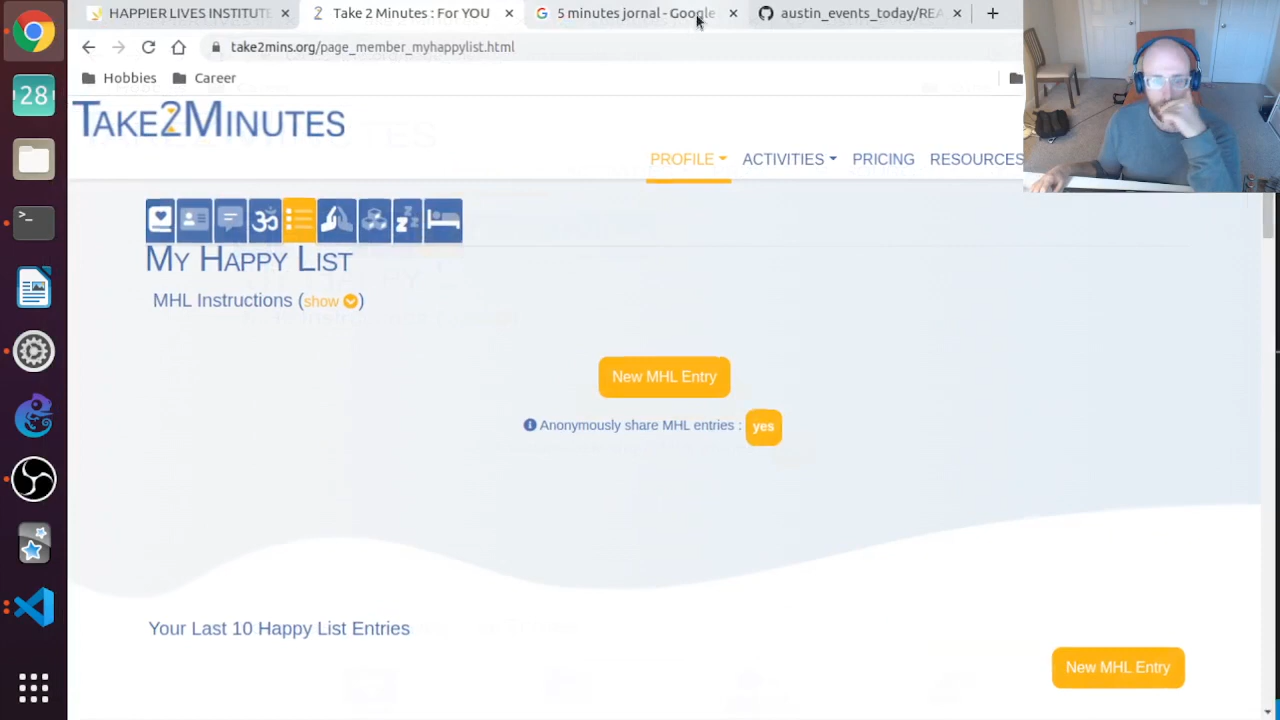 HAPPIER LIVES INSTITUTE
Take 2 Minutes : For YOU
5 minutes jornal - Google
austin_events_today/REA
take2mins.org/page_member_myhappylist.html
Hobbies
Career
28
TAKE2MINUTES
PROFILE
ACTIVITIES
PRICING
RESOURCES
MY HAPPY LIST
MHL Instructions (show )
New MHL Entry
Anonymously share MHL entries : yes
Your Last 10 Happy List Entries
New MHL Entry